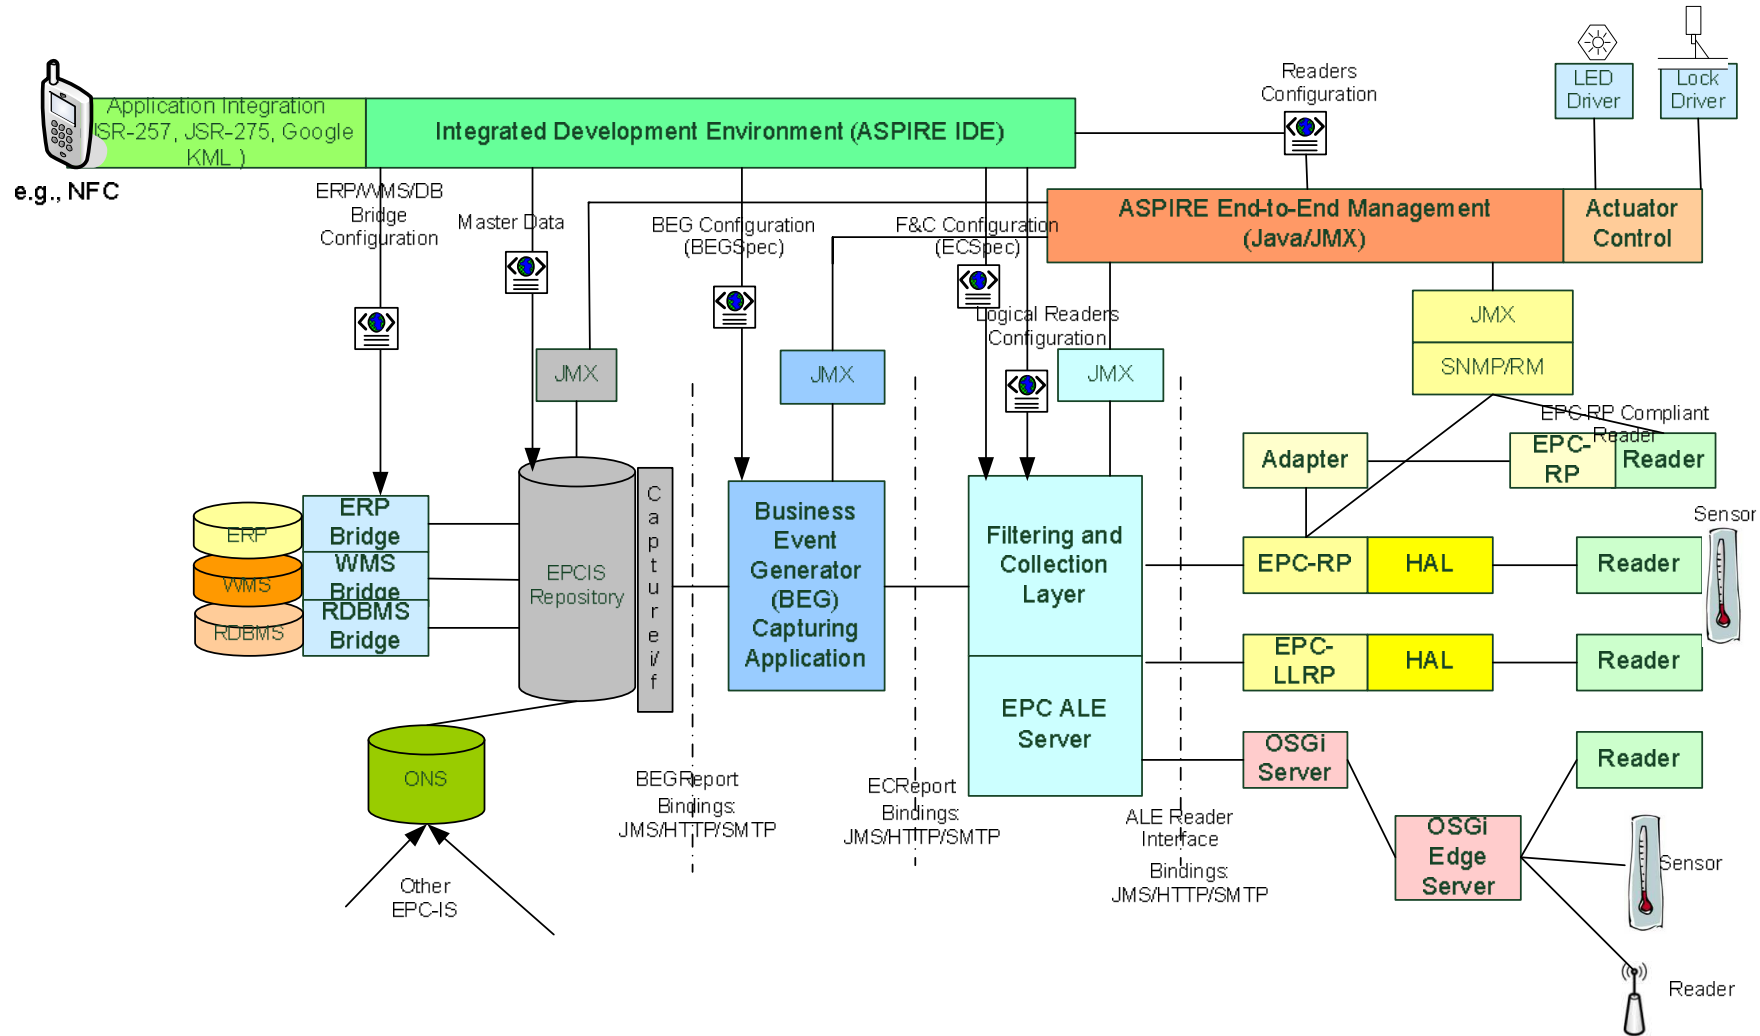 Readers
Configuration
LED
Driver
Lock
Driver
Application Integration
JSR-257, JSR-275, Google
KML )
Integrated Development Environment (ASPIRE IDE)
e.g., NFC
ERP/WMS/DB
Bridge
Configuration
Master Data
BEG Configuration
(BEGSpec)
F&C Configuration
(ECSpec)
ASPIRE End-to-End Management
(Java/JMX)
Actuator
Control
Logical Readers
Configuration
JMX
JMX
JMX
JMX
SNMP/RM
EPC-RP Compliant
Reader
Adapter
EPC-
RP
Reader
Sensor
ERP
WMS
RDBMS
ERP
Bridge
WMS
Bridge
RDBMS
Bridge
EPCIS
Repository
C
a
p
t
u
r
e
i/
f
Business
Event
Generator
(BEG)
Capturing
Application
Filtering and
Collection
Layer
EPC ALE
Server
EPC-RP
HAL
Reader
EPC-
LLRP
HAL
Reader
OSGi
Server
Reader
OSGi
Edge
Server
Sensor
Reader
ONS
Other
EPC-IS
BEGReport
Bindings:
JMS/HTTP/SMTP
ECReport
Bindings:
JMS/HTTP/SMTP
ALE Reader
Interface
Bindings:
JMS/HTTP/SMTP